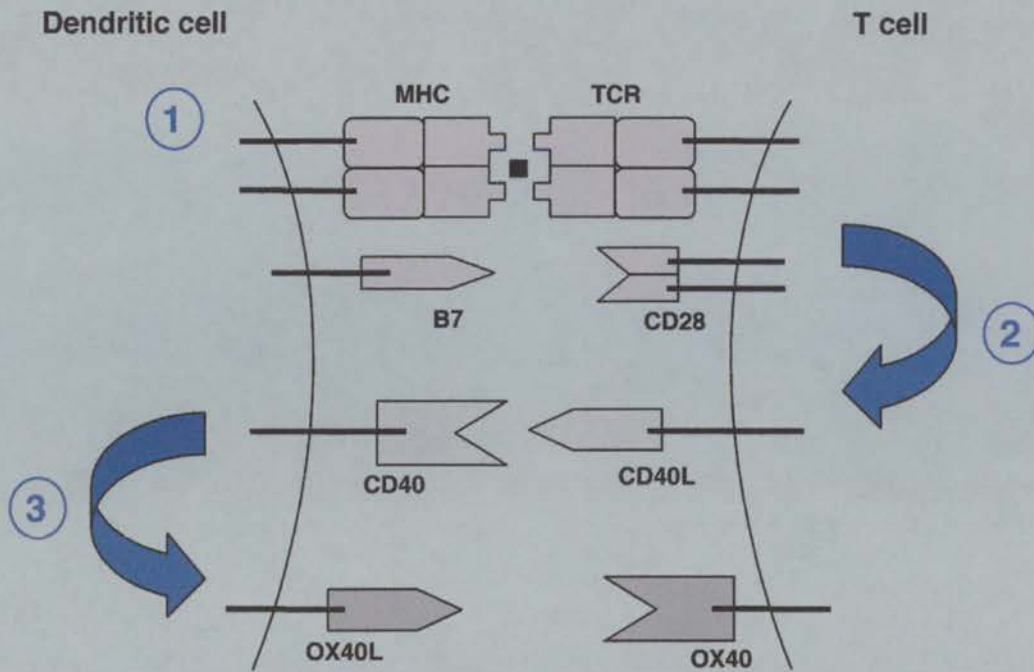 Dendritic cell
T cell
1
MHC
TCR
B7
CD28
2
CD40
CD40L
3
OX40L
OX40